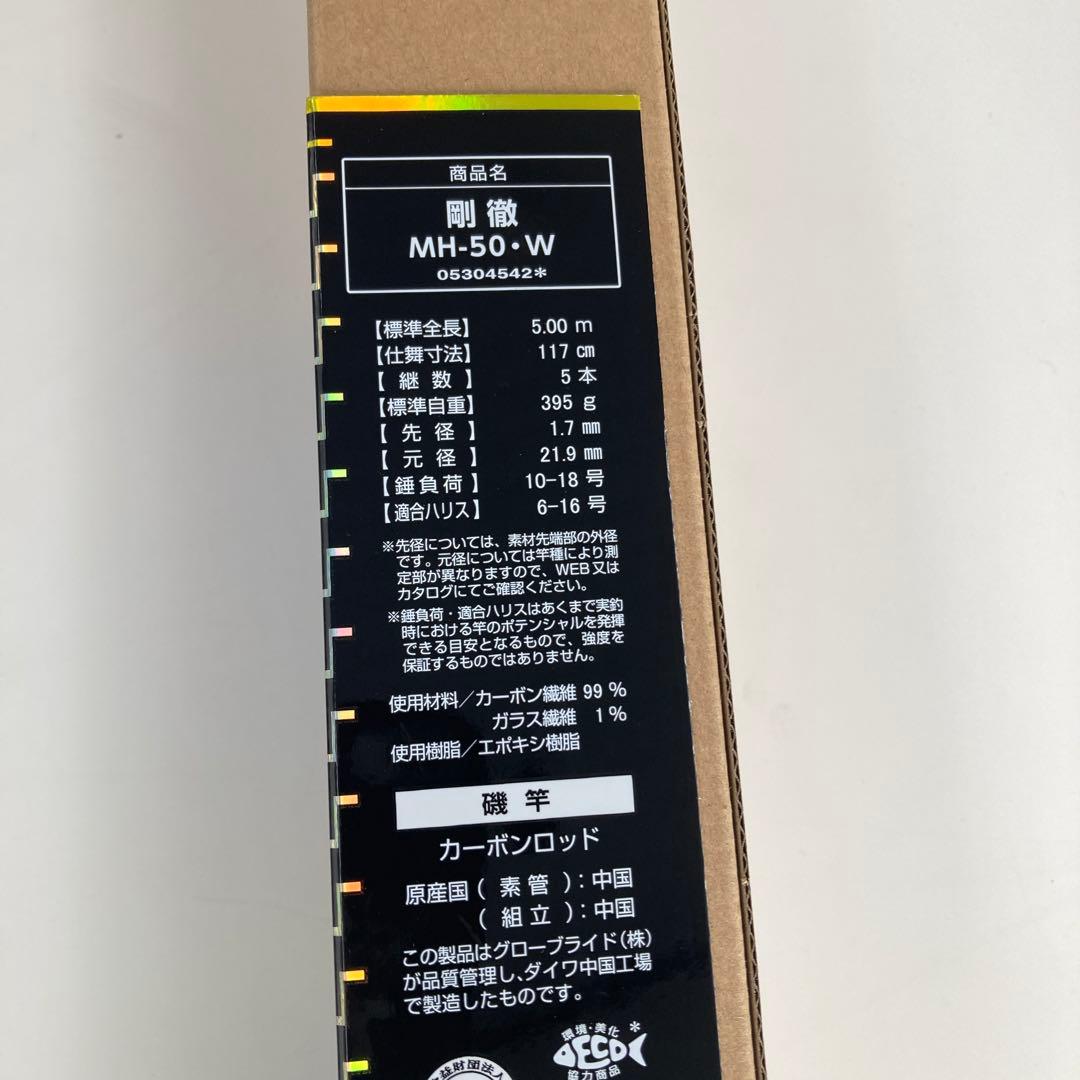 商品名
剛徹
MH-50・W
05304542*
【標準全長】 5.00 m
【仕舞寸法】 117 cm
【継数】 5 本
【標準自重】 395 g
【先径】 1.7 mm
【元径】 21.9 mm
【錘負荷】 10-18 号
【適合ハリス】 6-16 号
※先径については、素材先端部の外径
です。元径については竿種により測
定部が異なりますので、WEB又は
カタログにてご確認ください。
※錘負荷・適合ハリスはあくまで実釣
時における竿のポテンシャルを発揮
できる目安となるもので、強度を
保証するものではありません。
使用材料/カーボン繊維 99 %
ガラス繊維 1 %
使用樹脂/エポキシ樹脂
磯竿
カーボンロッド
原産国(素管):中国
(組立):中国
この製品はグローブライド(株)
が品質管理し、ダイワ中国工場
で製造したものです。
環境・美化
ECO
*
協力商品
益財団法人